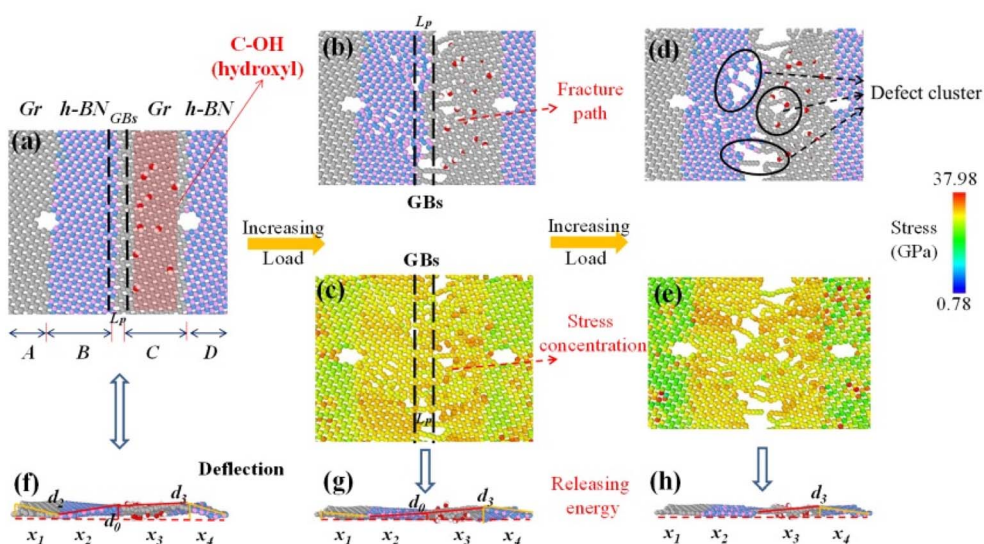 C-OH
(hydroxyl)
Gr h-BN GBs Gr h-BN
(a)
Lp
A B C D
Increasing
Load
Lp
(b)
Fracture
path
GBs
GBs
(c)
Stress
concentration
Lp
Increasing
Load
(d)
Defect cluster
(e)
37.98
Stress
(GPa)
0.78
Deflection
(f)
d2 d3
d0
x1 x2 x3 x4
(g)
d0 d3
x1 x2 x3 x4
Releasing
energy
(h)
d3
x1 x2 x3 x4